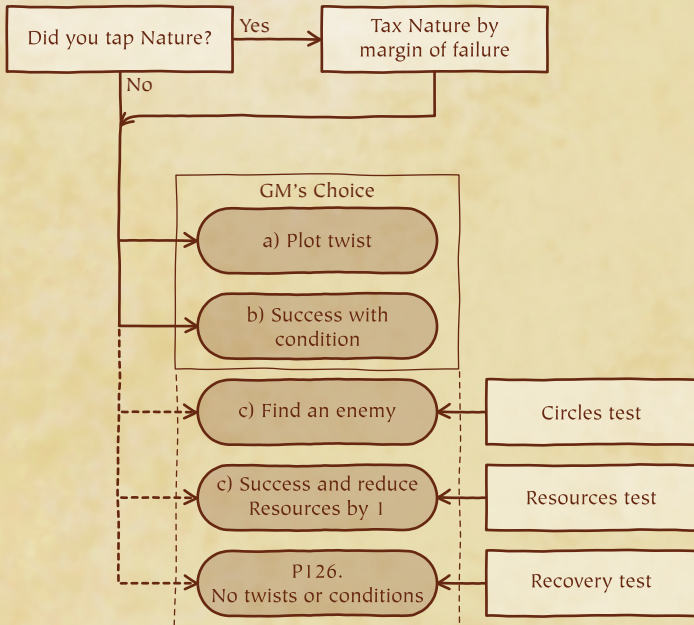 Did you tap Nature?
Yes
Tax Nature by
margin of failure
No
GM's Choice
a) Plot twist
b) Success with
condition
c) Find an enemy
Circles test
c) Success and reduce
Resources by 1
Resources test
P126.
No twists or conditions
Recovery test